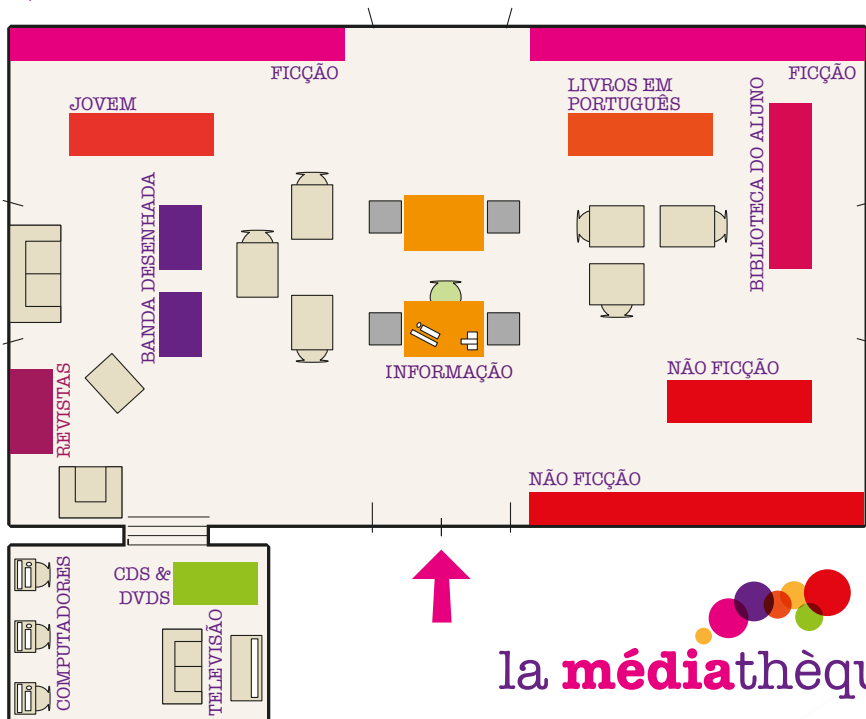 FICÇÃO
FICÇÃO
JOVEM
LIVROS EM
PORTUGUÊS
BIBLIOTECA DO ALUNO
BANDA DESENHADA
INFORMAÇÃO
NÃO FICÇÃO
REVISTAS
NÃO FICÇÃO
COMPUTADORES
CDS &
DVDS
TELEVISÃO
la médiathèqu